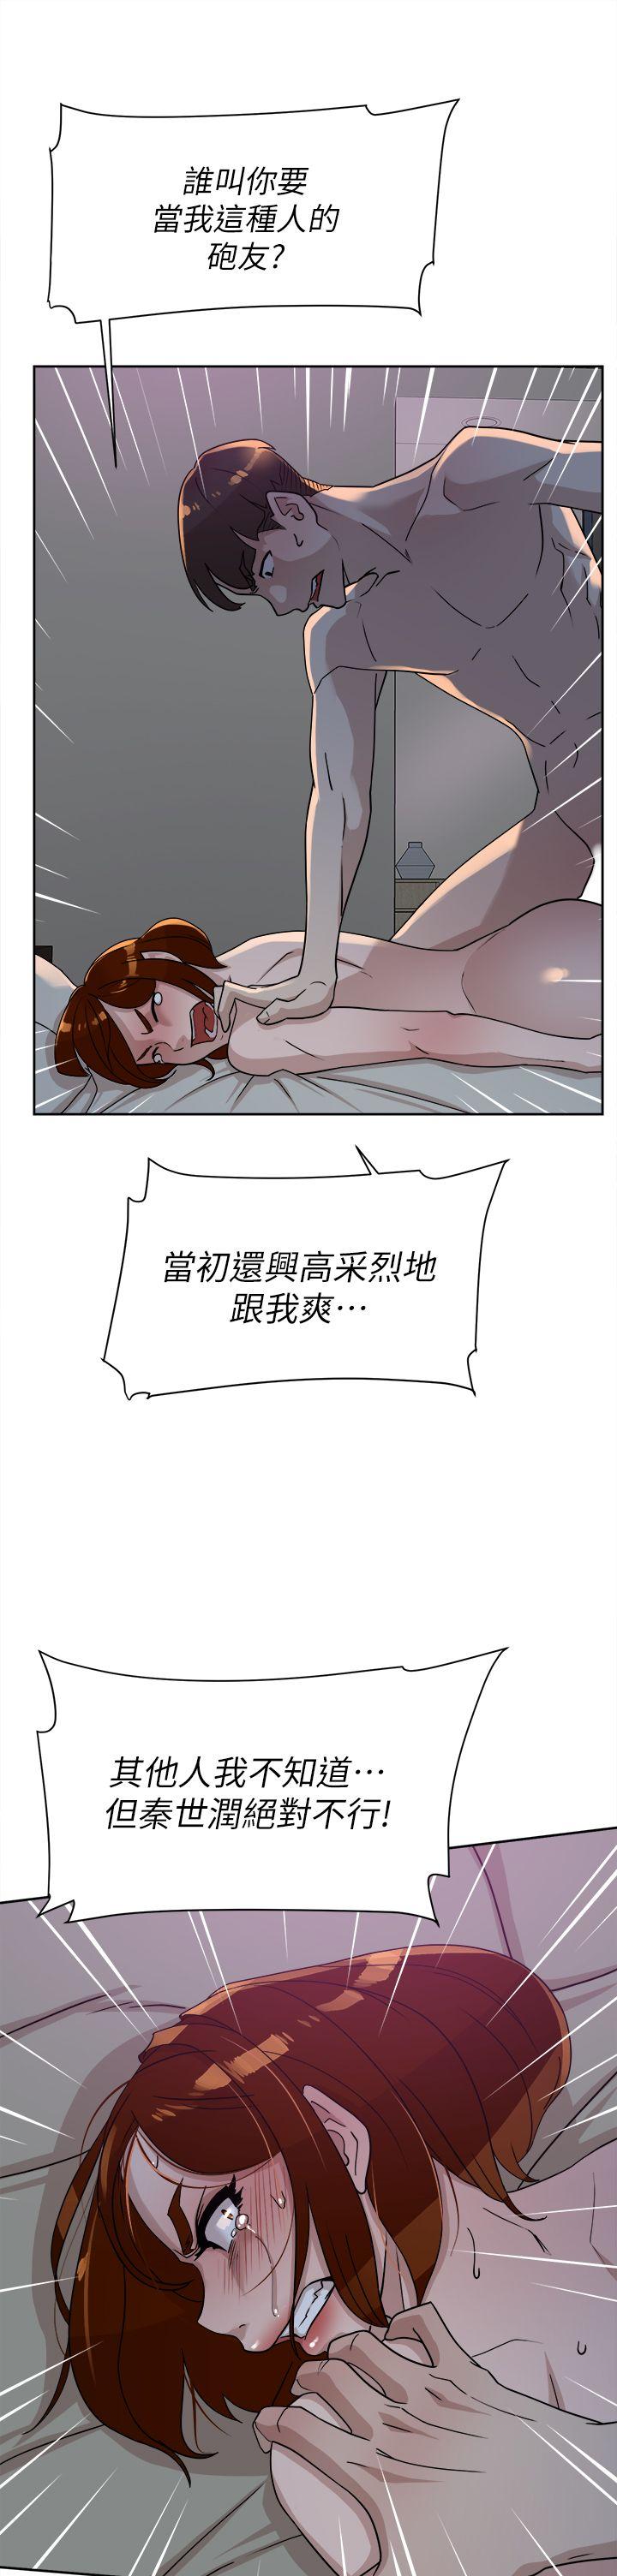 誰叫你要
當我這種人的
砲友?
當初還興高采烈地
跟我爽…
其他人我不知道…
但秦世潤絕對不行!